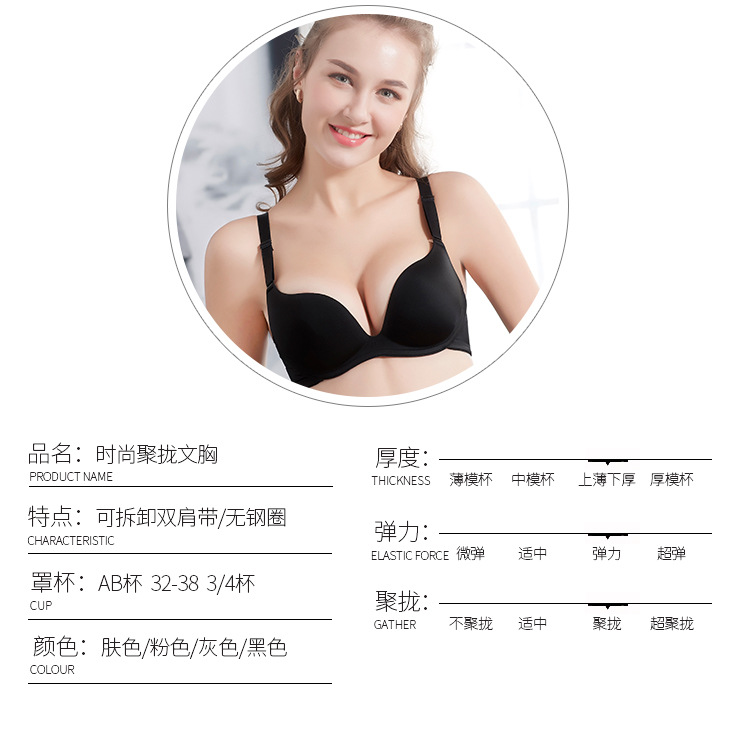 品名：时尚聚拢文胸
PRODUCT NAME
特点：可拆卸双肩带/无钢圈
CHARACTERISTIC
罩杯：AB杯 32-38 3/4杯
CUP
颜色：肤色/粉色/灰色/黑色
COLOUR
厚度：
THICKNESS 薄模杯 中模杯 上薄下厚 厚模杯
弹力：
ELASTIC FORCE 微弹 适中 弹力 超弹
聚拢：
GATHER 不聚拢 适中 聚拢 超聚拢